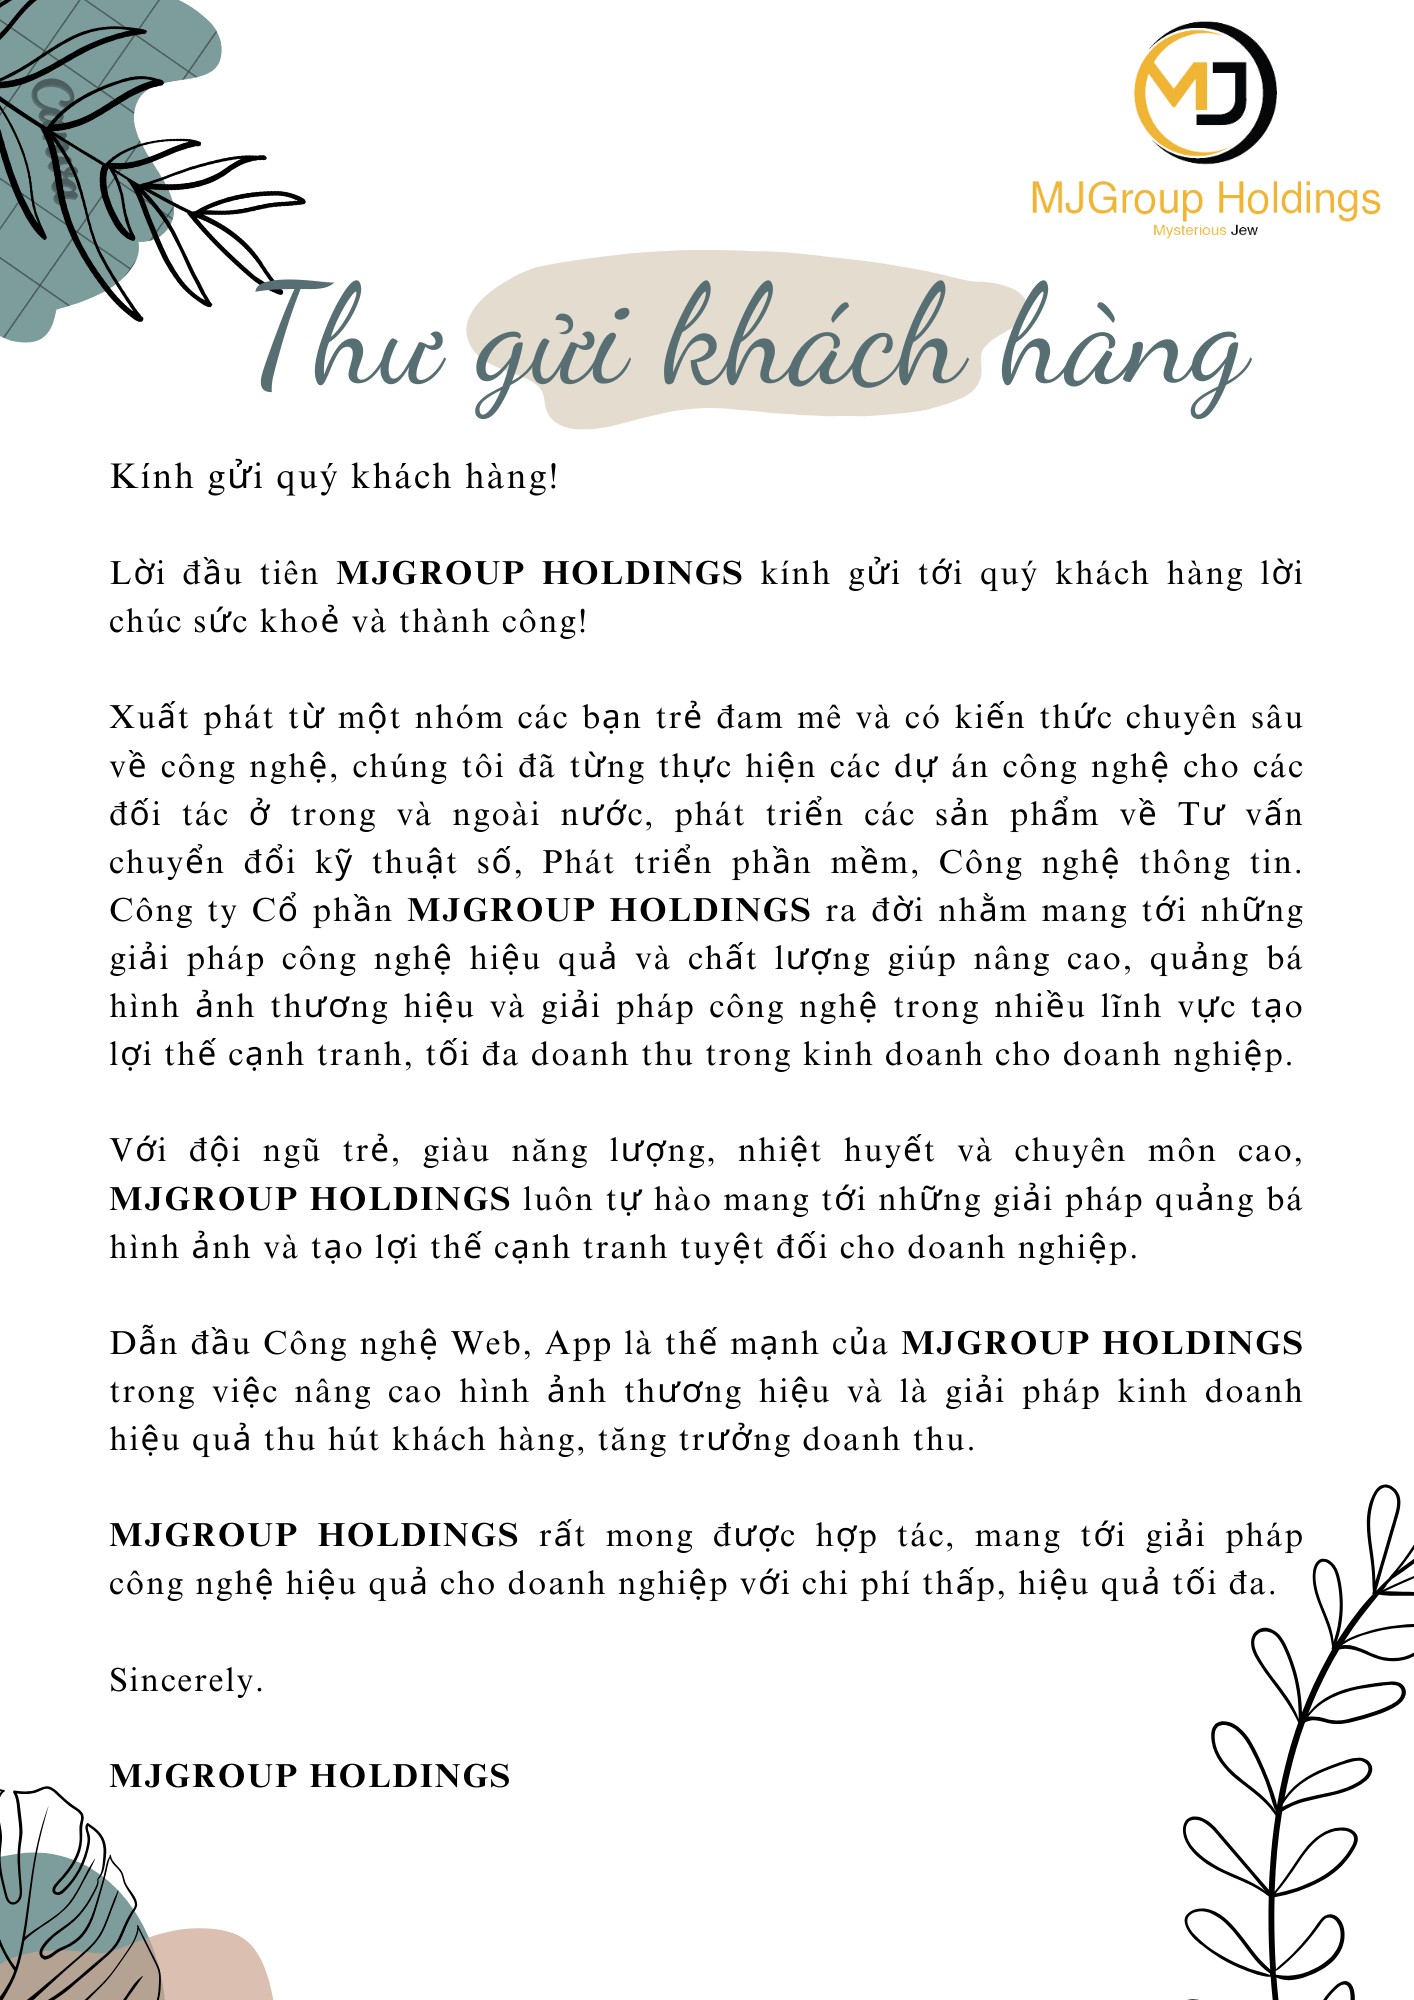 Canva
MJ
MJGroup Holdings
Mysterious Jew
Thư gửi khách hàng
Kính gửi quý khách hàng!
Lời đầu tiên MJGROUP HOLDINGS kính gửi tới quý khách hàng lời
chúc sức khoẻ và thành công!
Xuất phát từ một nhóm các bạn trẻ đam mê và có kiến thức chuyên sâu
về công nghệ, chúng tôi đã từng thực hiện các dự án công nghệ cho các
đối tác ở trong và ngoài nước, phát triển các sản phẩm về Tư vấn
chuyển đổi kỹ thuật số, Phát triển phần mềm, Công nghệ thông tin.
Công ty Cổ phần MJGROUP HOLDINGS ra đời nhằm mang tới những
giải pháp công nghệ hiệu quả và chất lượng giúp nâng cao, quảng bá
hình ảnh thương hiệu và giải pháp công nghệ trong nhiều lĩnh vực tạo
lợi thế cạnh tranh, tối đa doanh thu trong kinh doanh cho doanh nghiệp.
Với đội ngũ trẻ, giàu năng lượng, nhiệt huyết và chuyên môn cao,
MJGROUP HOLDINGS luôn tự hào mang tới những giải pháp quảng bá
hình ảnh và tạo lợi thế cạnh tranh tuyệt đối cho doanh nghiệp.
Dẫn đầu Công nghệ Web, App là thế mạnh của MJGROUP HOLDINGS
trong việc nâng cao hình ảnh thương hiệu và là giải pháp kinh doanh
hiệu quả thu hút khách hàng, tăng trưởng doanh thu.
MJGROUP HOLDINGS rất mong được hợp tác, mang tới giải pháp
công nghệ hiệu quả cho doanh nghiệp với chi phí thấp, hiệu quả tối đa.
Sincerely.
MJGROUP HOLDINGS